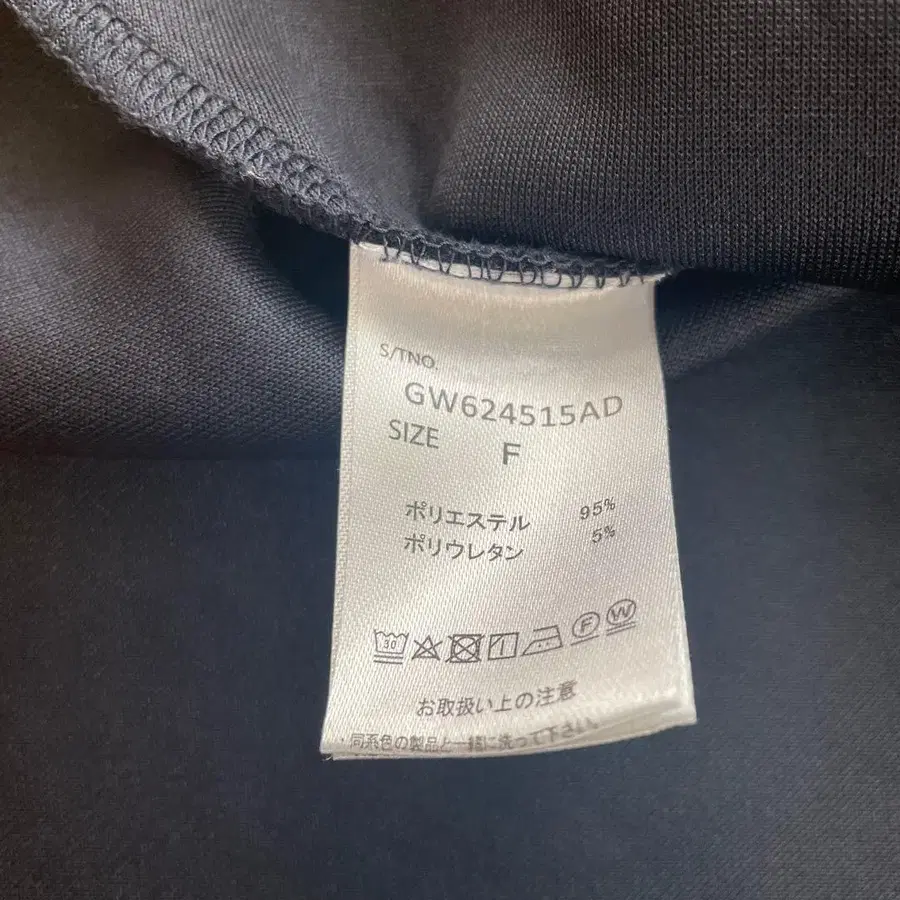 S/TNO.
GW624515AD
SIZE F
ポリエステル 95%
ポリウレタン 5%
30 F W
お取扱い上の注意
・同系色の製品と一緒に洗って下さい。